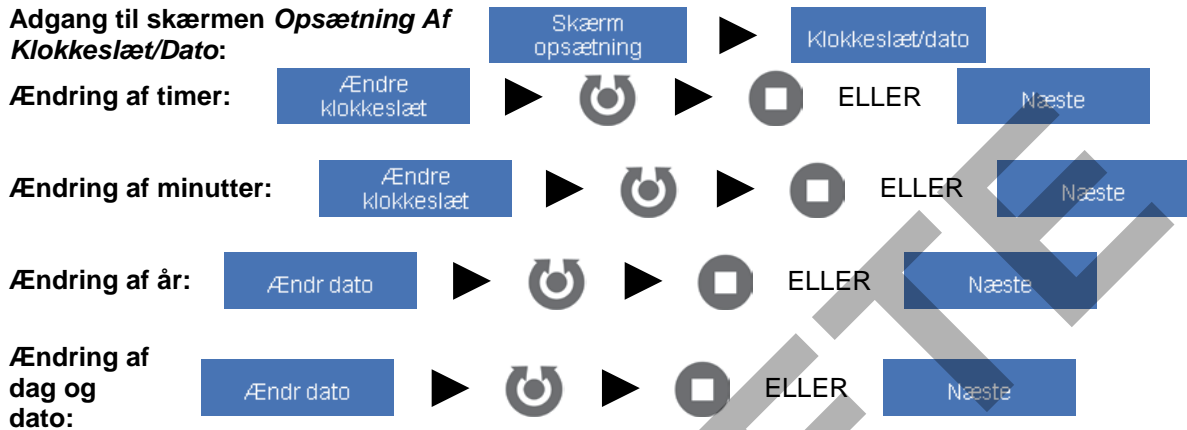 Adgang til skærmen Opsætning Af
Klokkeslæt/Dato:
Skærm
opsætning
Klokkeslæt/dato
Ændring af timer:
Ændre
klokkeslæt
ELLER
Næste
Ændring af minutter:
Ændre
klokkeslæt
ELLER
Næste
Ændring af år:
Ændr dato
ELLER
Næste
Ændring af
dag og
dato:
Ændr dato
ELLER
Næste